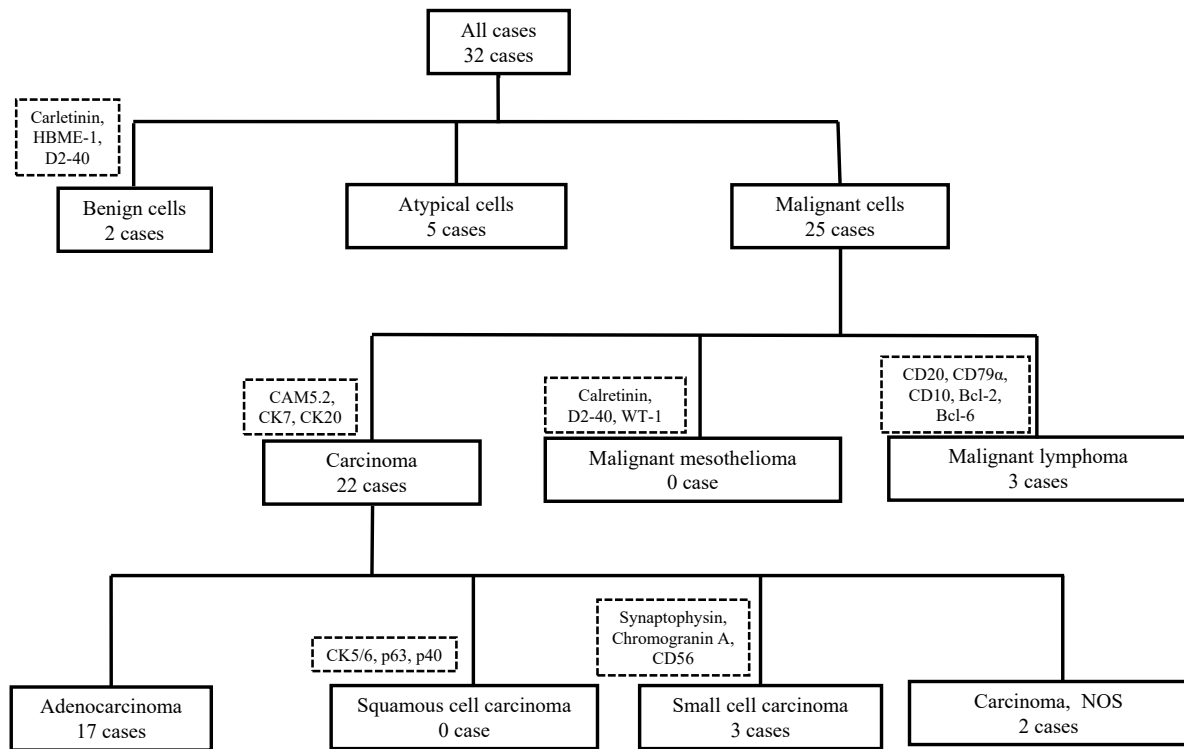 All cases
32 cases
Carletinin,
HBME-1,
D2-40
Benign cells
2 cases
Atypical cells
5 cases
Malignant cells
25 cases
CAM5.2,
CK7, CK20
Calretinin,
D2-40, WT-1
CD20, CD79α,
CD10, Bcl-2,
Bcl-6
Carcinoma
22 cases
Malignant mesothelioma
0 case
Malignant lymphoma
3 cases
CK5/6, p63, p40
Synaptophysin,
Chromogranin A,
CD56
Adenocarcinoma
17 cases
Squamous cell carcinoma
0 case
Small cell carcinoma
3 cases
Carcinoma, NOS
2 cases